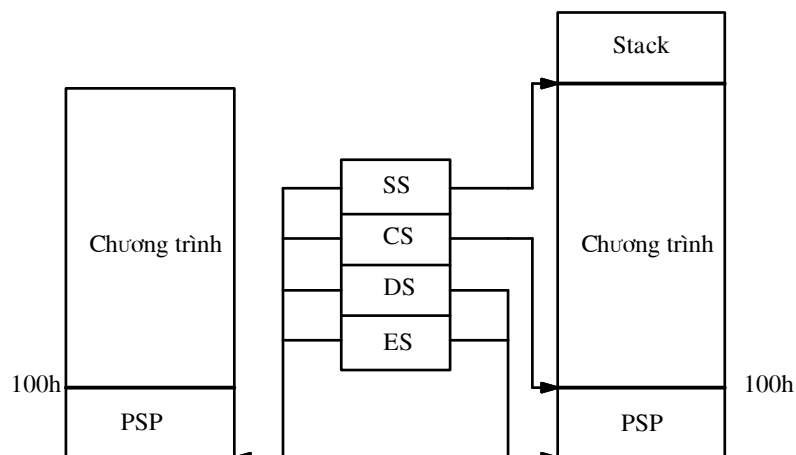 Stack
SS
CS
Chương trình
Chương trình
DS
ES
100h
100h
PSP
PSP